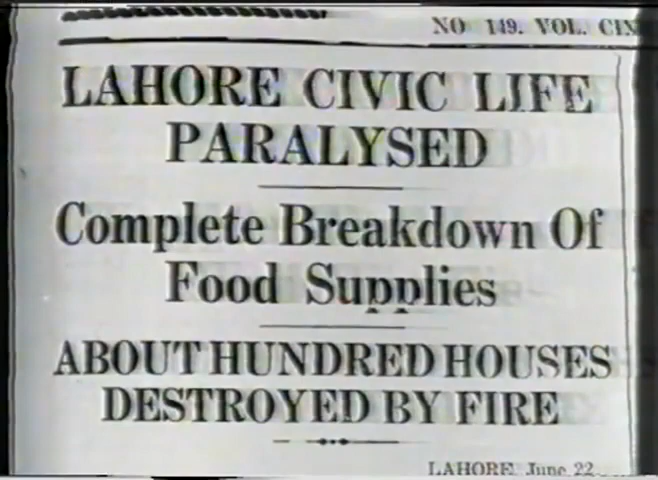 NO 149. VOL.
LAHORE CIVIC LIFE
PARALYSED
Complete Breakdown Of
Food Supplies
ABOUT HUNDRED HOUSES
DESTROYED BY FIRE
LAHORE, June 22